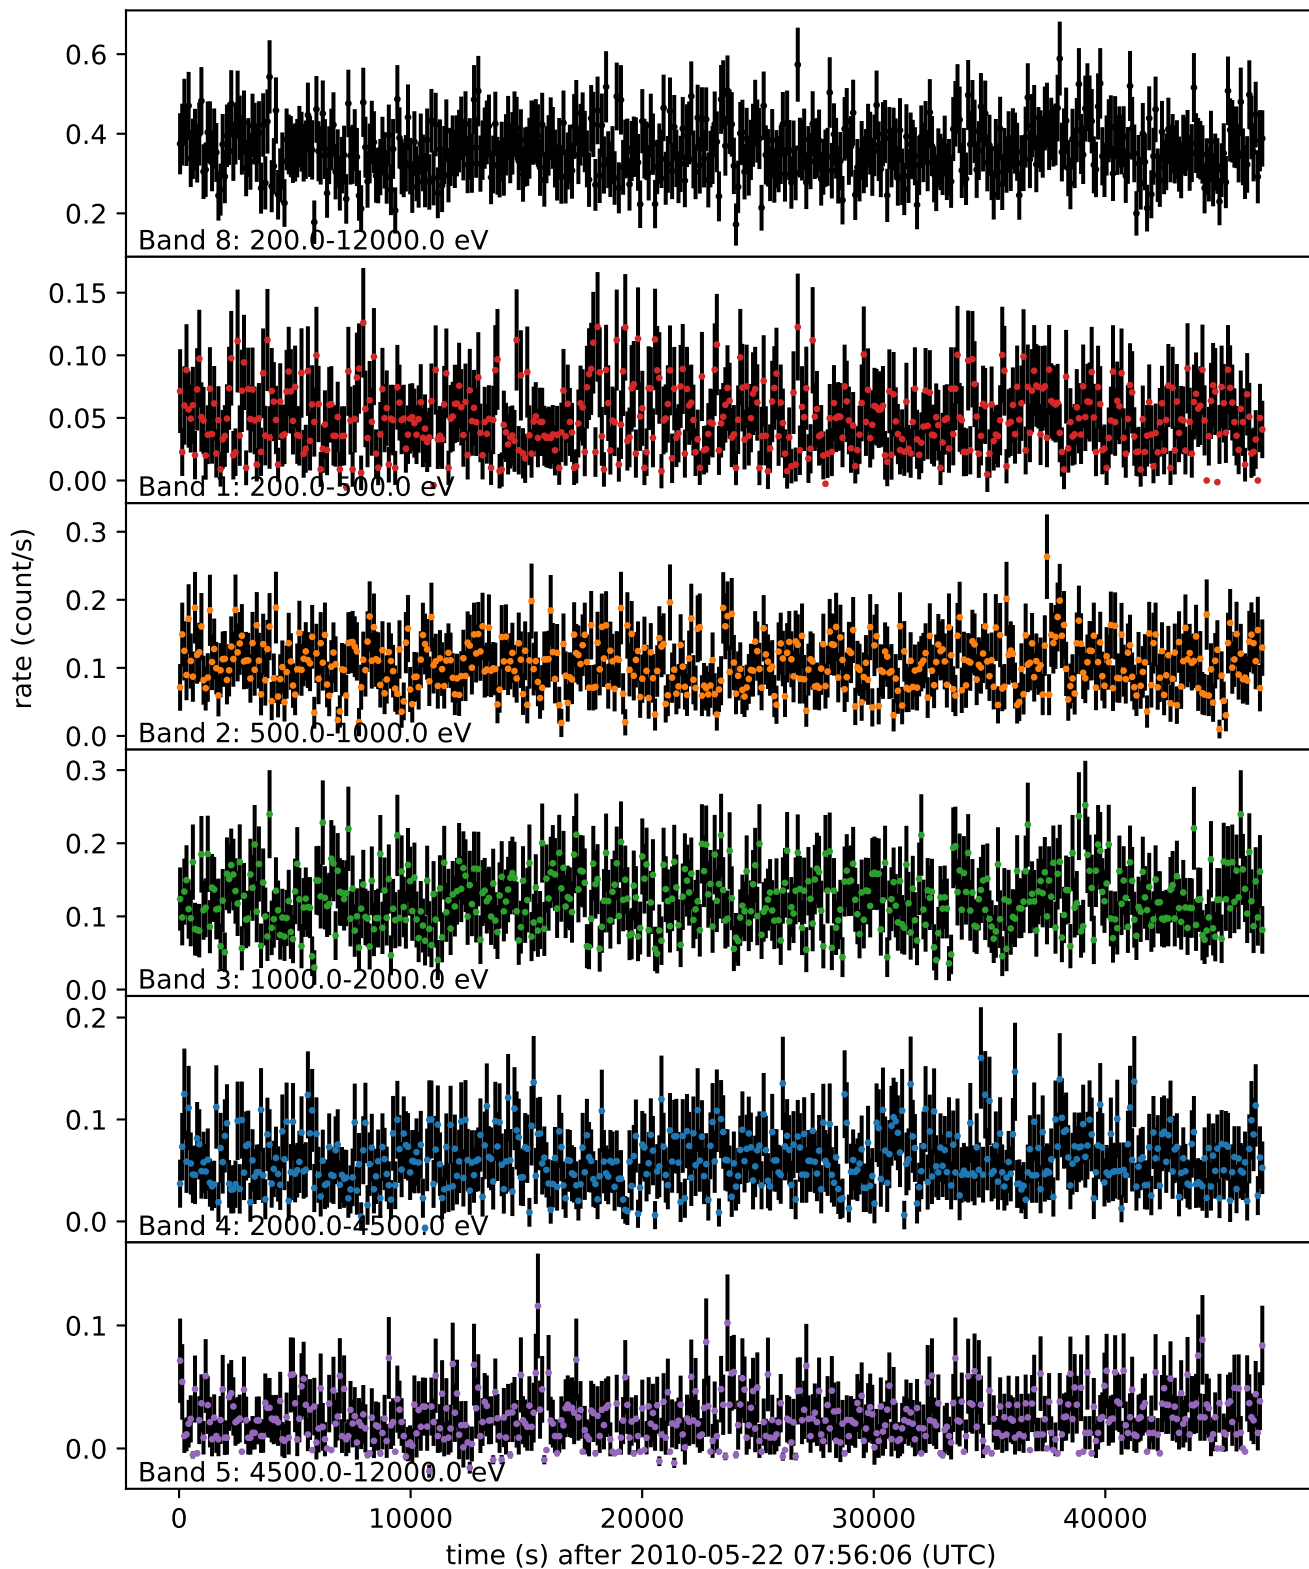 0.6
0.4
0.2
Band 8: 200.0-12000.0 eV
0.15
0.10
0.05
0.00
Band 1: 200.0-500.0 eV
rate (count/s)
0.3
0.2
0.1
0.0
Band 2: 500.0-1000.0 eV
0.3
0.2
0.1
0.0
Band 3: 1000.0-2000.0 eV
0.2
0.1
0.0
Band 4: 2000.0-4500.0 eV
0.1
0.0
Band 5: 4500.0-12000.0 eV
0 10000 20000 30000 40000
time (s) after 2010-05-22 07:56:06 (UTC)